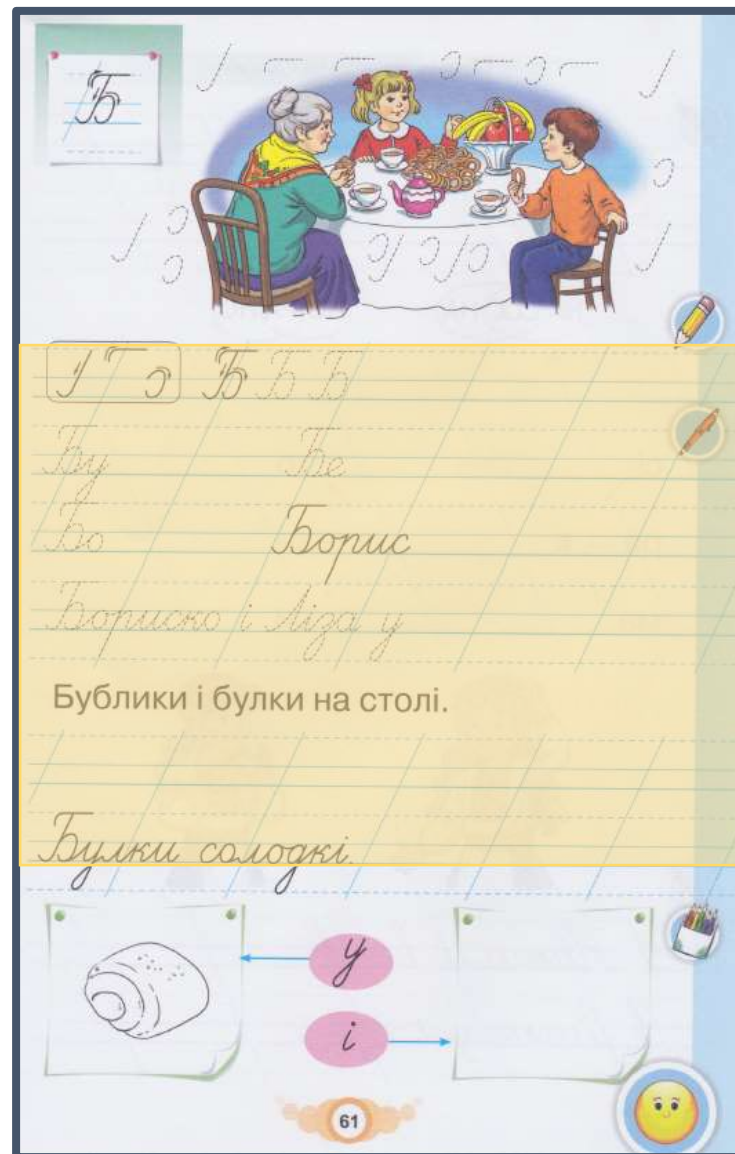 Б
Б Б Б
Бу Бе
Бо Борис
Бориско і Ліза у
Бублики і булки на столі.
Булки солодкі.
у
і
61